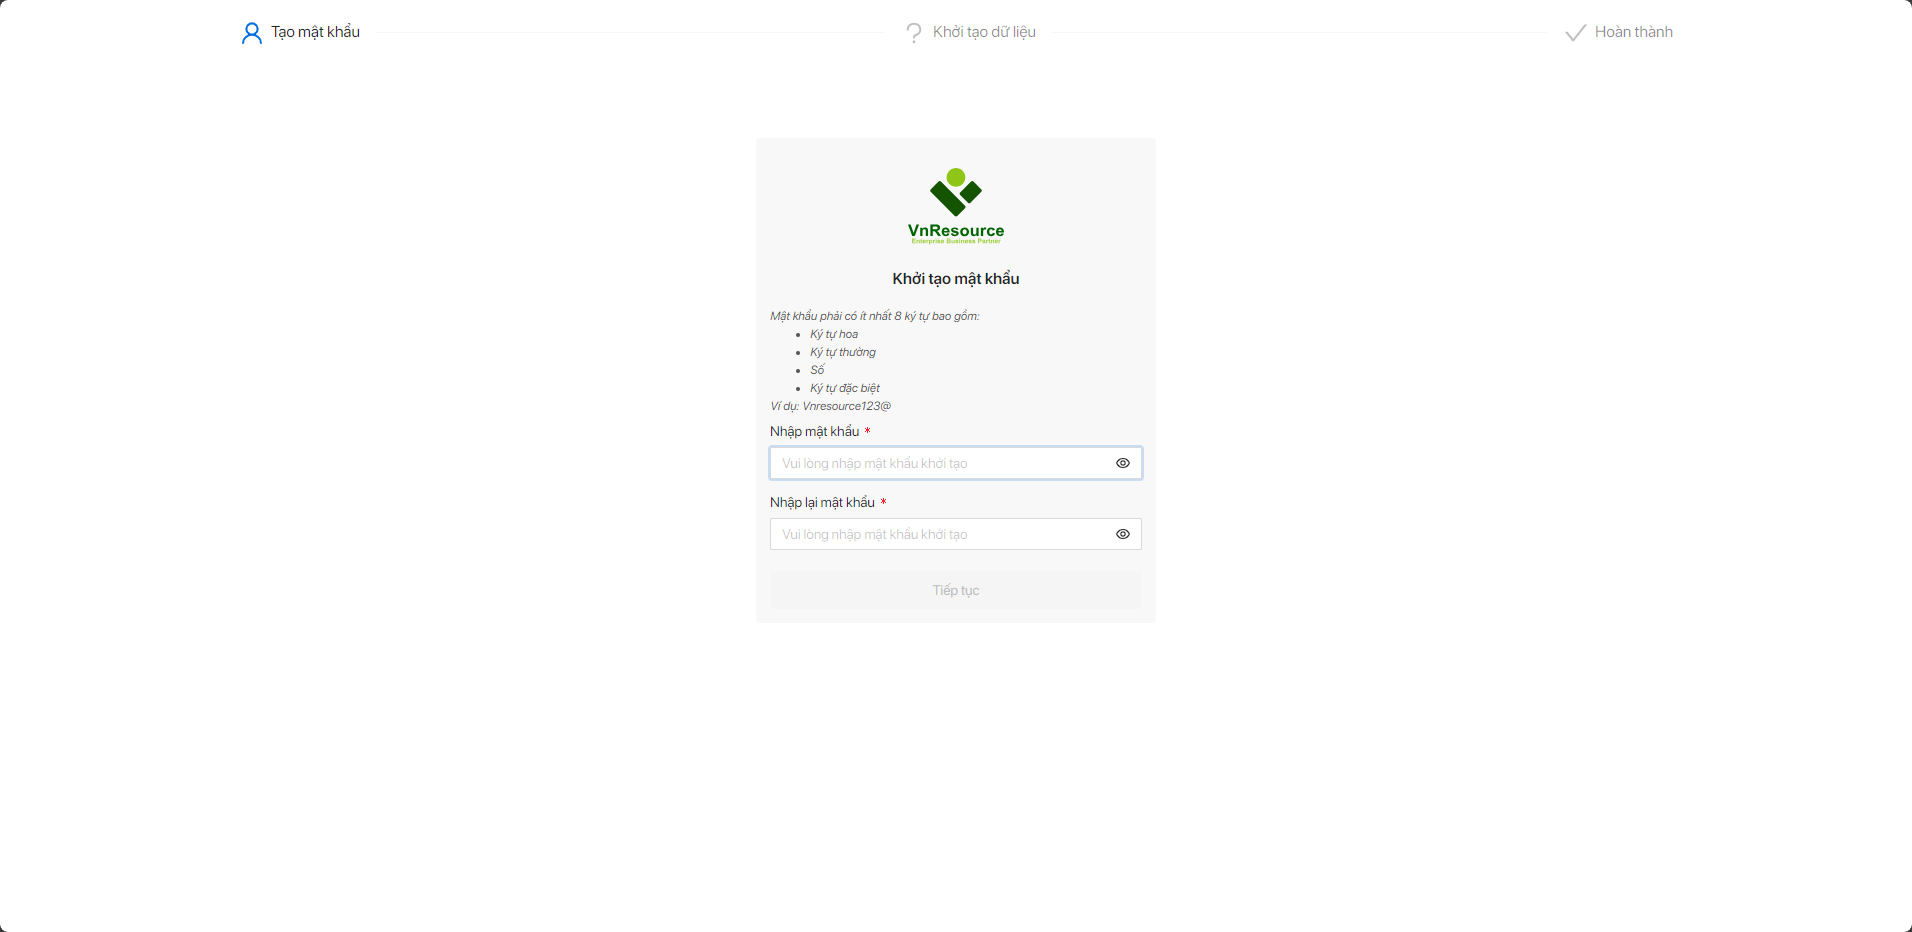 Tạo mật khẩu
Khởi tạo dữ liệu
Hoàn thành
VnResource
Enterprise Business Partner
Khởi tạo mật khẩu
Mật khẩu phải có ít nhất 8 ký tự bao gồm:
Ký tự hoa
Ký tự thường
Số
Ký tự đặc biệt
Ví dụ: Vnresource123@
Nhập mật khẩu *
Vui lòng nhập mật khẩu khởi tạo
Nhập lại mật khẩu *
Vui lòng nhập mật khẩu khởi tạo
Tiếp tục